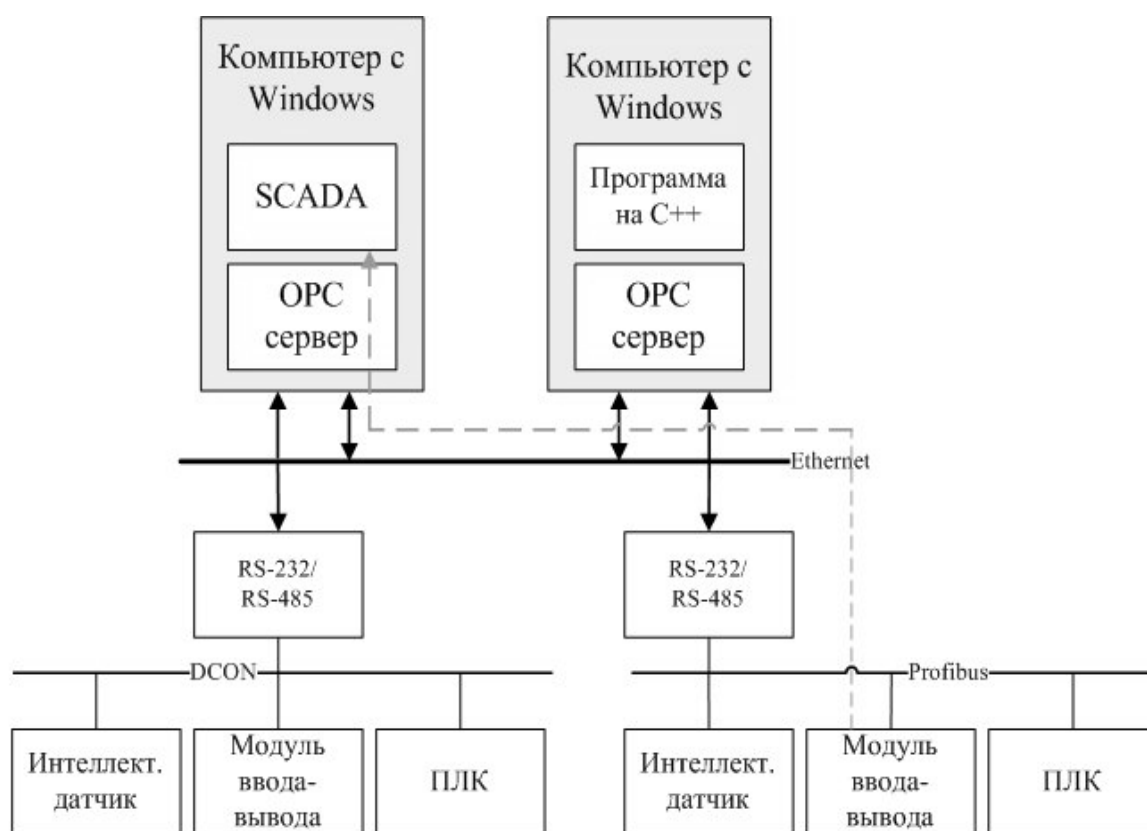 Компьютер с
Windows
SCADA
OPC
сервер
Компьютер с
Windows
Программа
на C++
OPC
сервер
Ethernet
RS-232/
RS-485
RS-232/
RS-485
DCON
Profibus
Интеллект.
датчик
Модуль
ввода-
вывода
ПЛК
Интеллект.
датчик
Модуль
ввода-
вывода
ПЛК